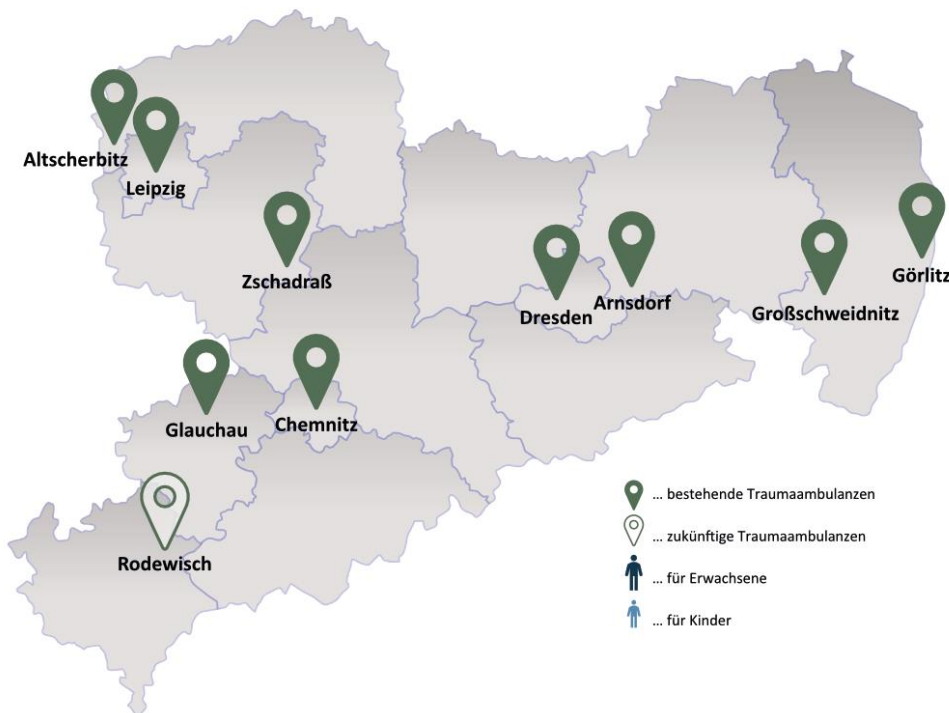 Altscherbitz
Leipzig
Zschadraß
Dresden
Arnsdorf
Großschweidnitz
Görlitz
Glauchau
Chemnitz
Rodewisch
... bestehende Traumaambulanzen
... zukünftige Traumaambulanzen
... für Erwachsene
... für Kinder